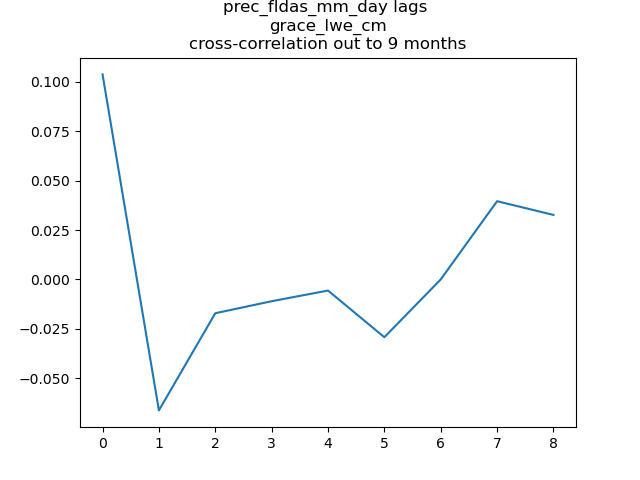 prec_fldas_mm_day lags
grace_lwe_cm
cross-correlation out to 9 months
0.100
0.075
0.050
0.025
0.000
−0.025
−0.050
0 1 2 3 4 5 6 7 8